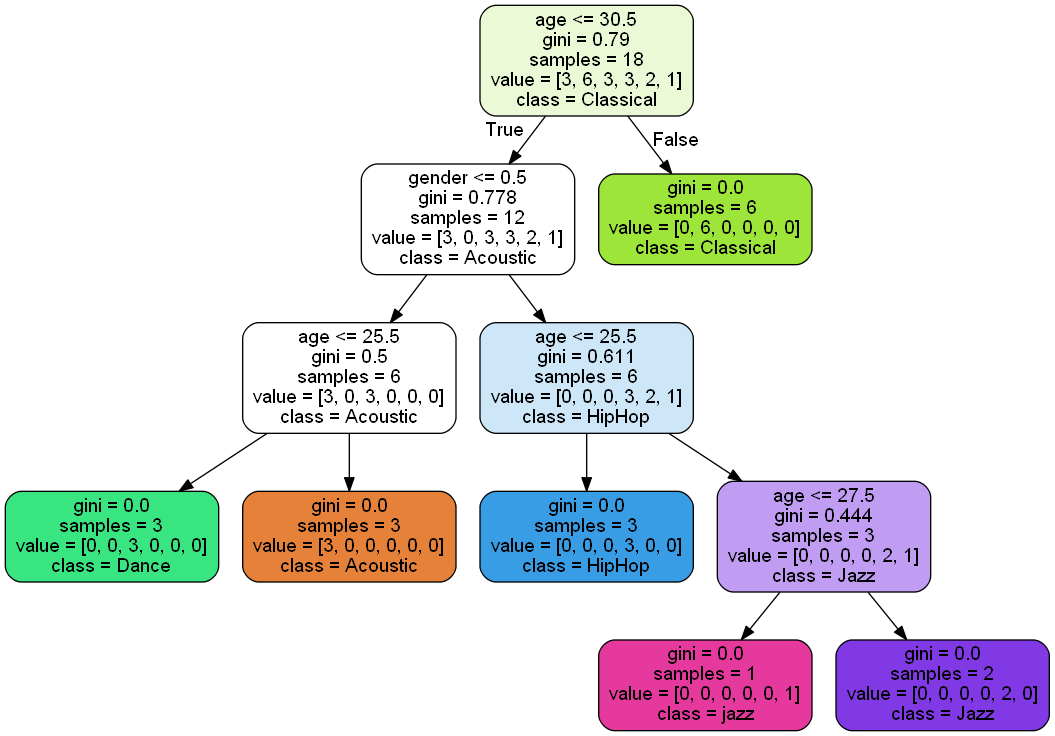 age <= 30.5
gini = 0.79
samples = 18
value = [3, 6, 3, 3, 2, 1]
class = Classical
True
False
gender <= 0.5
gini = 0.778
samples = 12
value = [3, 0, 3, 3, 2, 1]
class = Acoustic
gini = 0.0
samples = 6
value = [0, 6, 0, 0, 0, 0]
class = Classical
age <= 25.5
gini = 0.5
samples = 6
value = [3, 0, 3, 0, 0, 0]
class = Acoustic
age <= 25.5
gini = 0.611
samples = 6
value = [0, 0, 0, 3, 2, 1]
class = HipHop
gini = 0.0
samples = 3
value = [0, 0, 3, 0, 0, 0]
class = Dance
gini = 0.0
samples = 3
value = [3, 0, 0, 0, 0, 0]
class = Acoustic
gini = 0.0
samples = 3
value = [0, 0, 0, 3, 0, 0]
class = HipHop
age <= 27.5
gini = 0.444
samples = 3
value = [0, 0, 0, 0, 2, 1]
class = Jazz
gini = 0.0
samples = 1
value = [0, 0, 0, 0, 0, 1]
class = jazz
gini = 0.0
samples = 2
value = [0, 0, 0, 0, 2, 0]
class = Jazz